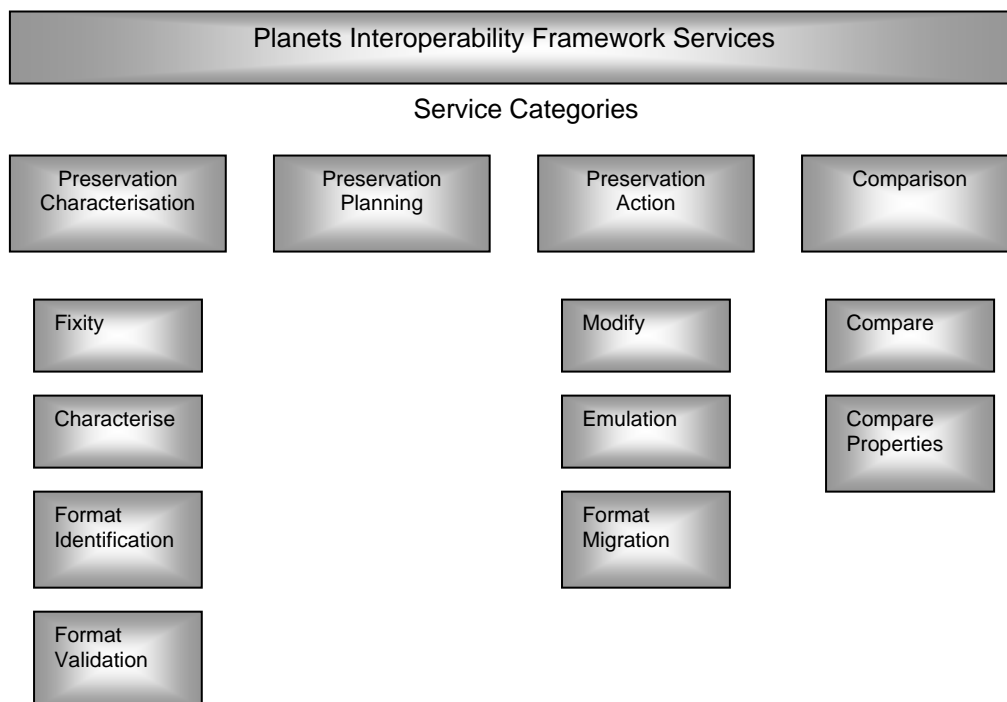 Planets Interoperability Framework Services
Service Categories
Preservation
Characterisation
Preservation
Planning
Preservation
Action
Comparison
Fixity
Modify
Compare
Characterise
Emulation
Compare
Properties
Format
Identification
Format
Migration
Format
Validation